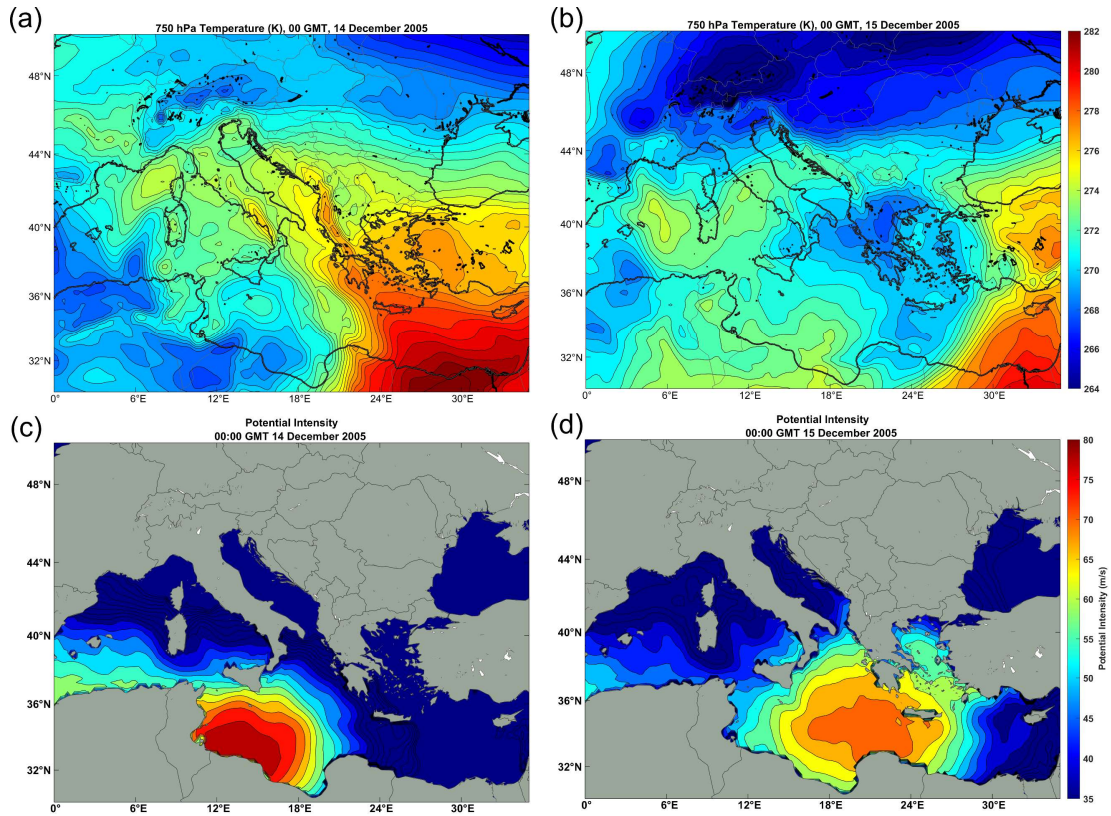 (a)
750 hPa Temperature (K), 00 GMT, 14 December 2005
48°N
44°N
40°N
36°N
32°N
0°
6°E
12°E
18°E
24°E
30°E
(b)
750 hPa Temperature (K), 00 GMT, 15 December 2005
48°N
44°N
40°N
36°N
32°N
0°
6°E
12°E
18°E
24°E
30°E
282
280
278
276
274
272
270
268
266
264
(c)
Potential Intensity
00:00 GMT 14 December 2005
48°N
44°N
40°N
36°N
32°N
0°
6°E
12°E
18°E
24°E
30°E
(d)
Potential Intensity
00:00 GMT 15 December 2005
48°N
44°N
40°N
36°N
32°N
0°
6°E
12°E
18°E
24°E
30°E
80
75
70
65
60
55
50
45
40
35
Potential Intensity (m/s)